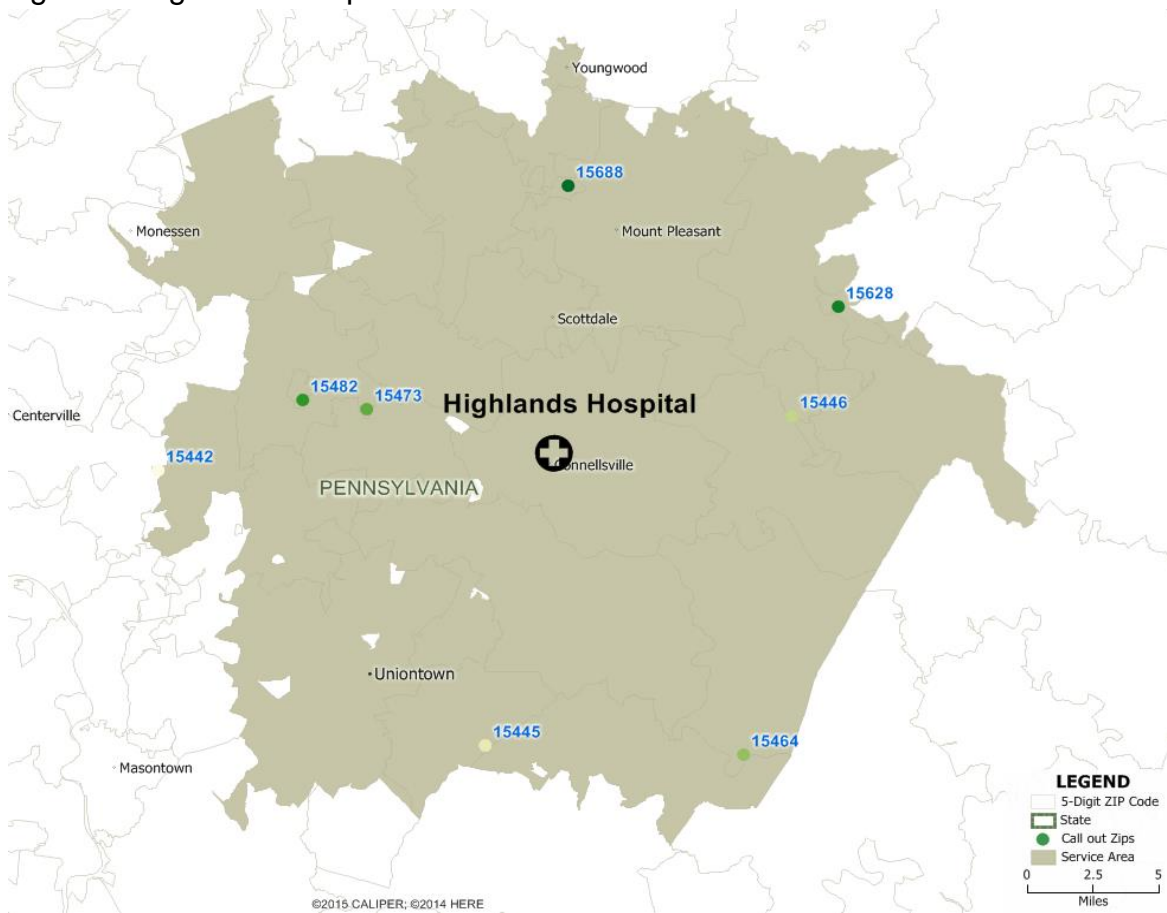 Youngwood
15688
Monessen
Mount Pleasant
15628
Scottdale
15482
15473
Highlands Hospital
15446
Centerville
15442
Connellsville
PENNSYLVANIA
Uniontown
15445
15464
Masontown
LEGEND
5-Digit ZIP Code
State
Call out Zips
Service Area
0 2.5 5
Miles
©2015 CALIPER; ©2014 HERE